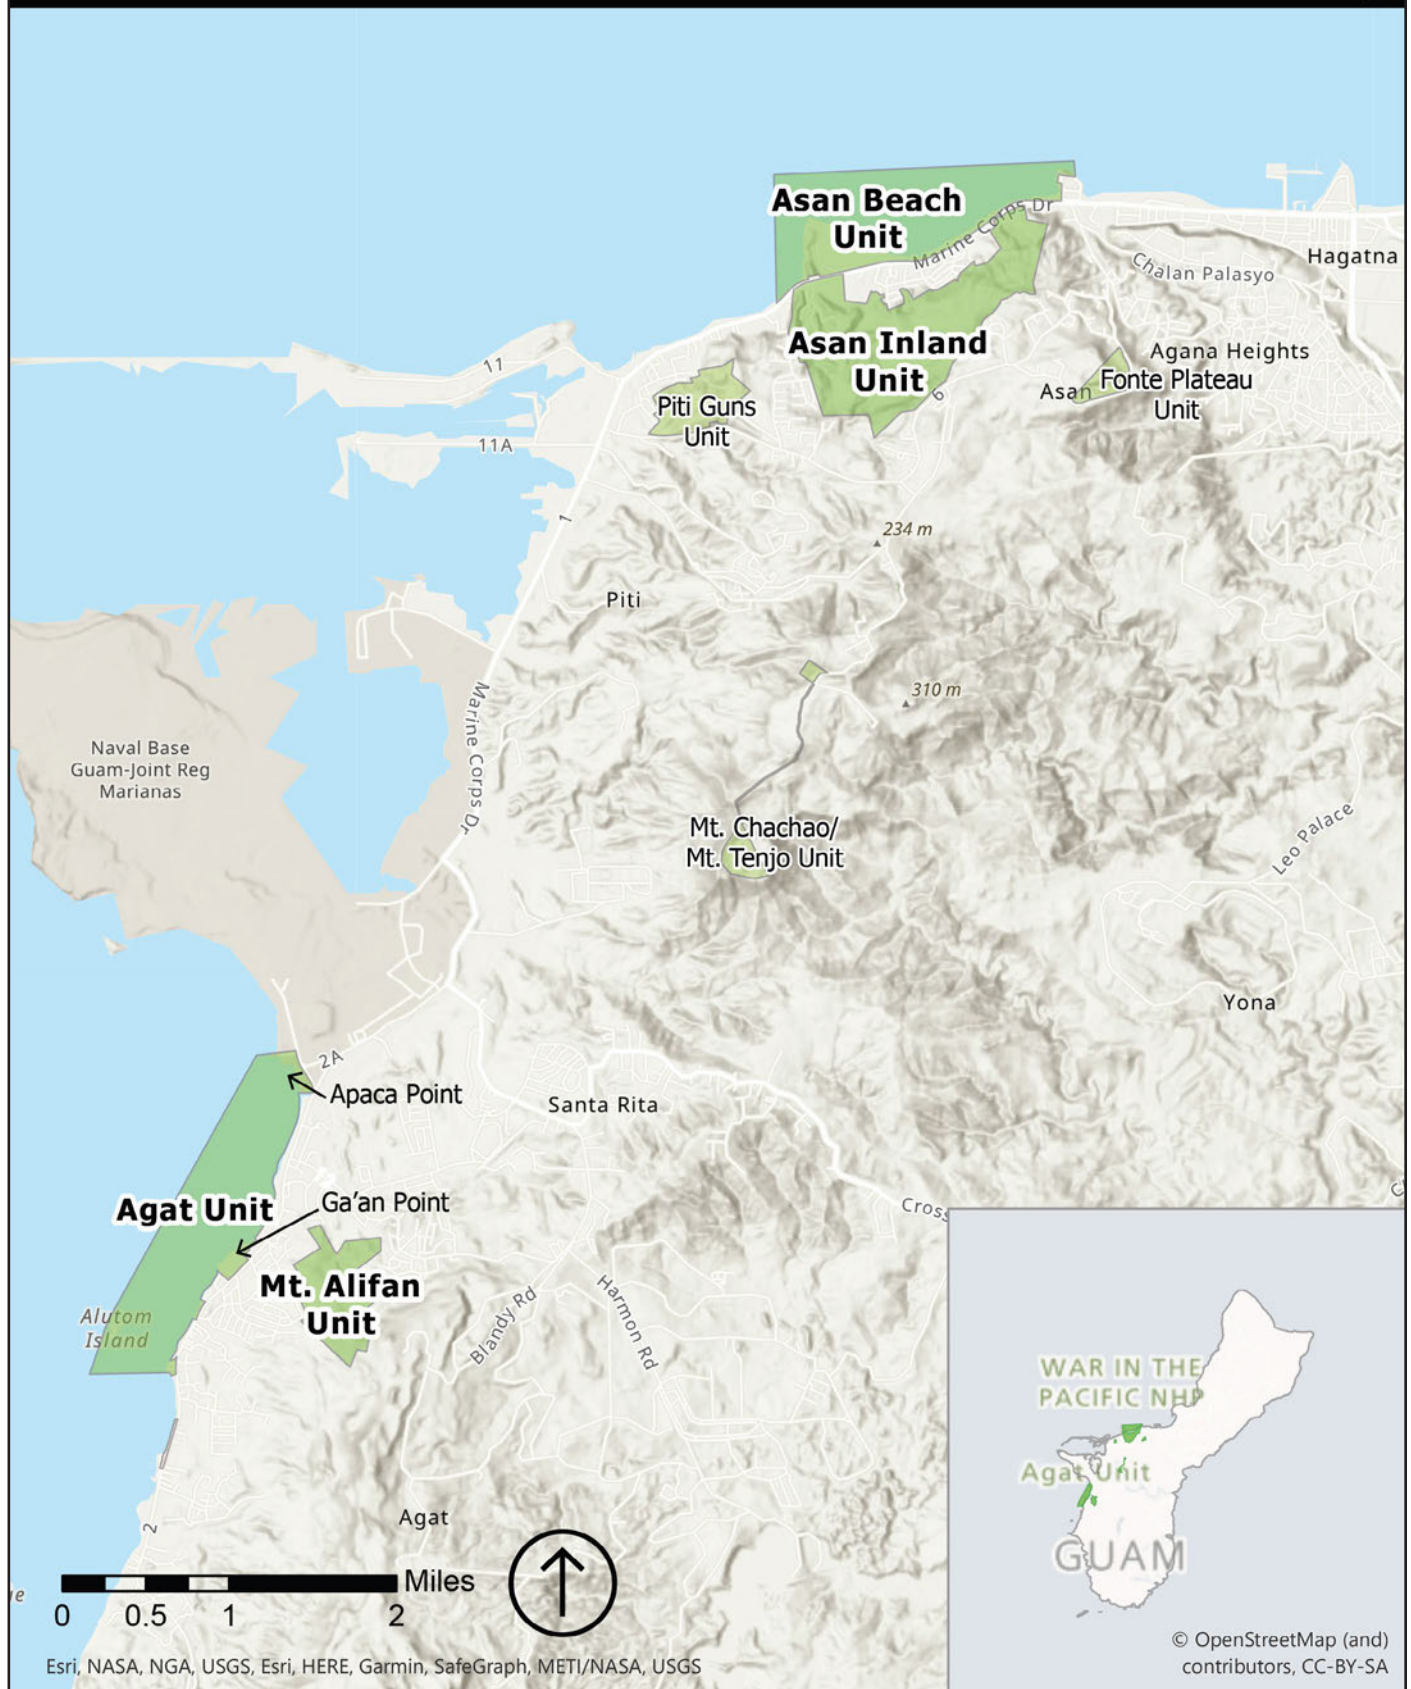 Asan Beach
Unit
Marine Corps Dr
Hagatna
Chalan Palasyo
Asan Inland
Unit
Agana Heights
11
Asan
Fonte Plateau
Unit
6
Piti Guns
Unit
11A
1
234 m
Piti
310 m
Marine Corps Dr
Naval Base
Guam-Joint Reg
Marianas
Mt. Chachao/
Mt. Tenjo Unit
Leo Palace
Yona
2A
Apaca Point
Santa Rita
Agat Unit
Ga'an Point
Cross
Mt. Alifan
Unit
Alutom
Island
Blandy Rd
Harmon Rd
WAR IN THE
PACIFIC NHP
Agat Unit
GUAM
Agat
2
Miles
0 0.5 1 2
Esri, NASA, NGA, USGS, Esri, HERE, Garmin, SafeGraph, METI/NASA, USGS
© OpenStreetMap (and)
contributors, CC-BY-SA